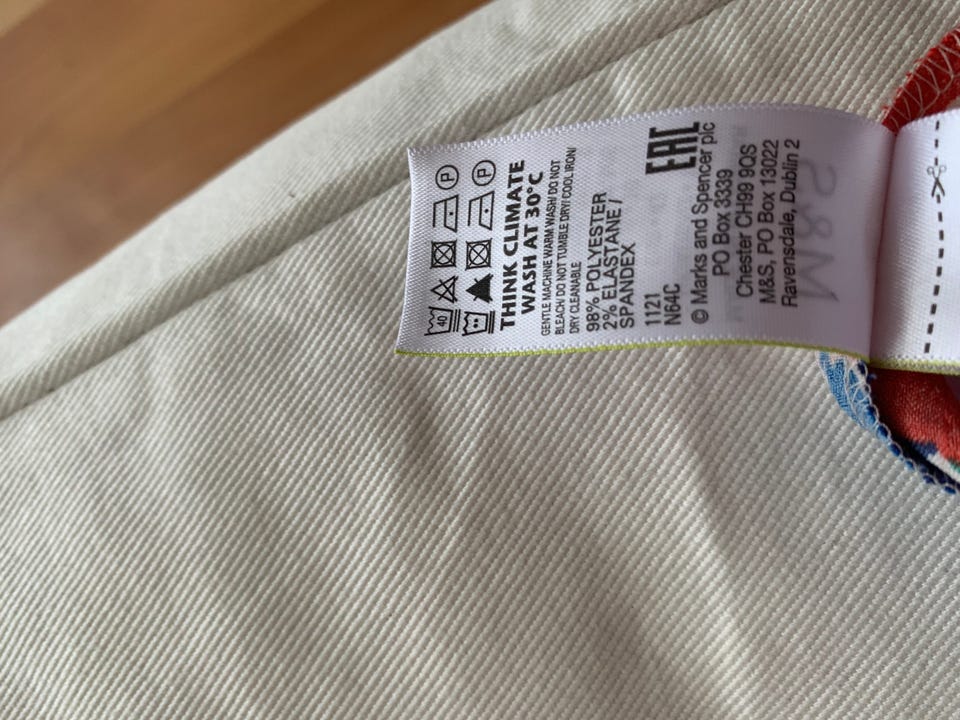 40 P
P
THINK CLIMATE
WASH AT 30°C
GENTLE MACHINE WARM WASH/ DO NOT
BLEACH/ DO NOT TUMBLE DRY/ COOL IRON/
DRY CLEANABLE
98% POLYESTER
2% ELASTANE /
SPANDEX
1121
N64C
EAC
© Marks and Spencer plc
PO Box 3339
Chester CH99 9QS
M&S, PO Box 13022
Ravensdale, Dublin 2